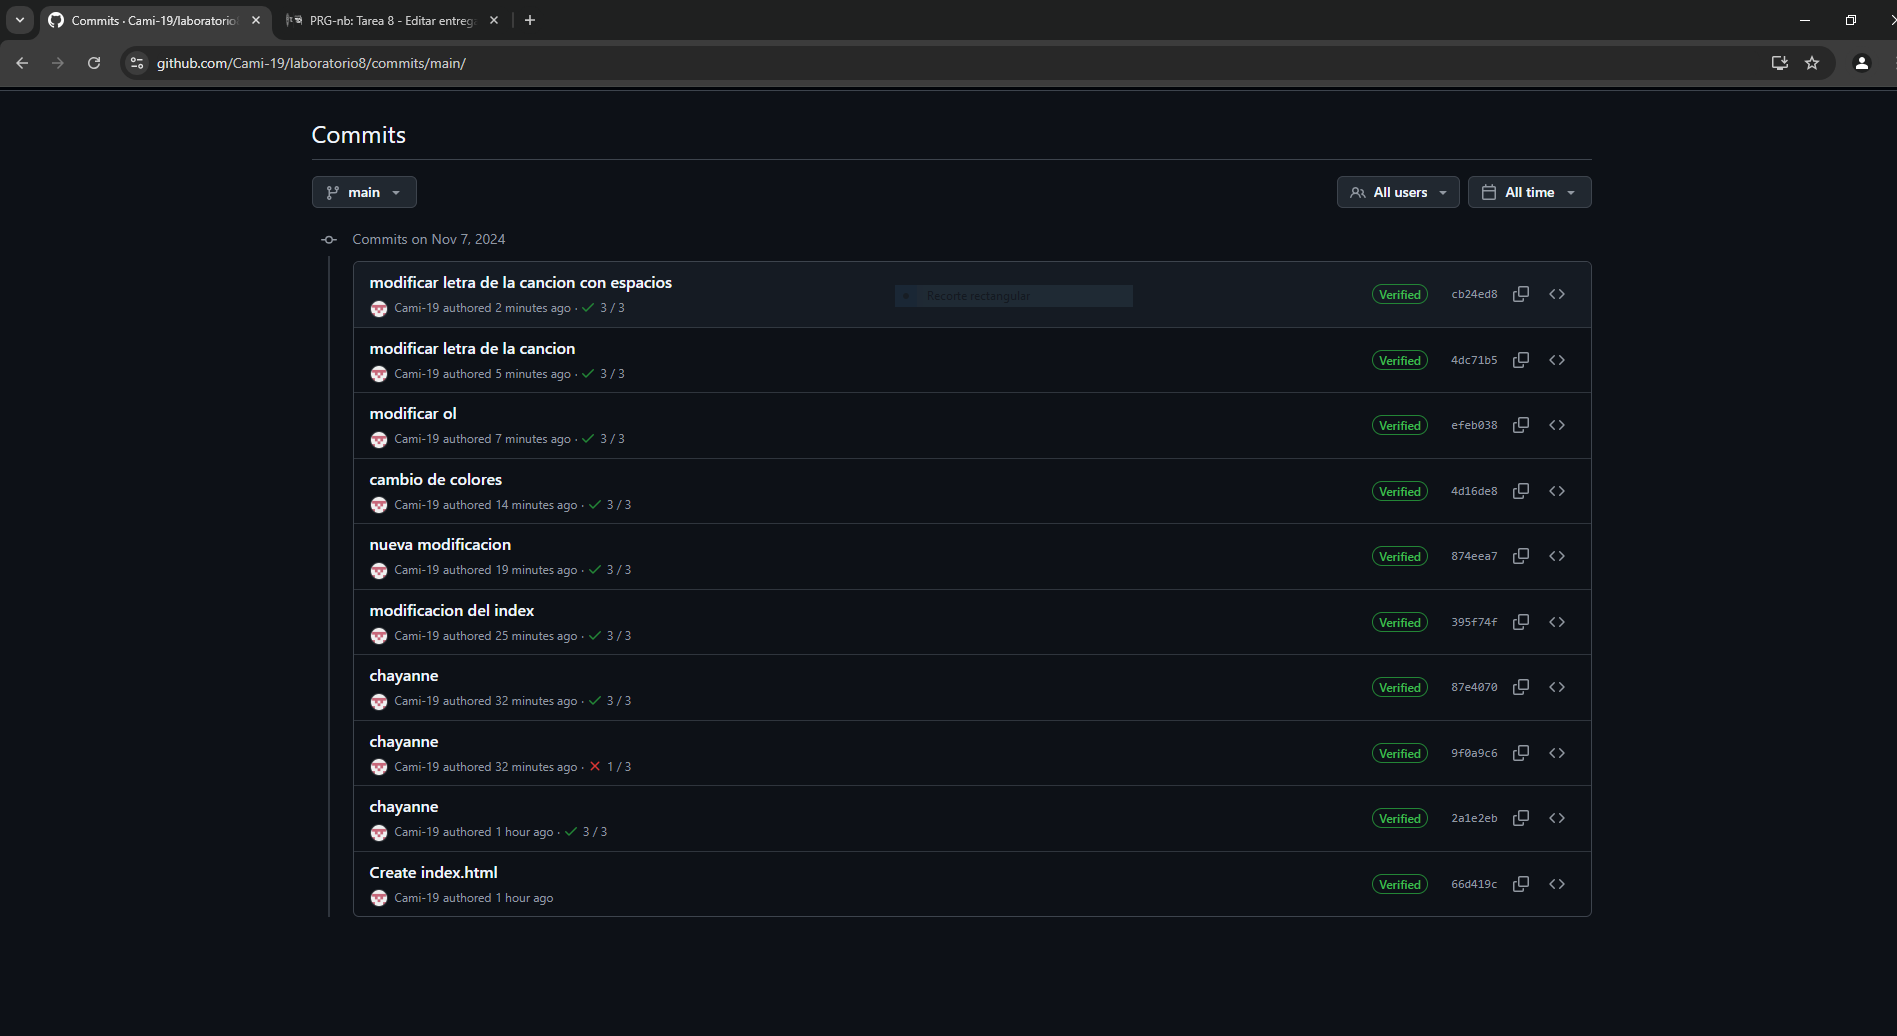 Commits · Cami-19/laboratorio
PRG-nb: Tarea 8 - Editar entreg
github.com/Cami-19/laboratorio8/commits/main/
Commits
main
All users
All time
Commits on Nov 7, 2024
modificar letra de la cancion con espacios
Cami-19 authored 2 minutes ago · 3 / 3
Recorte rectangular
Verified
cb24ed8
modificar letra de la cancion
Cami-19 authored 5 minutes ago · 3 / 3
Verified
4dc71b5
modificar ol
Cami-19 authored 7 minutes ago · 3 / 3
Verified
efeb038
cambio de colores
Cami-19 authored 14 minutes ago · 3 / 3
Verified
4d16de8
nueva modificacion
Cami-19 authored 19 minutes ago · 3 / 3
Verified
874eea7
modificacion del index
Cami-19 authored 25 minutes ago · 3 / 3
Verified
395f74f
chayanne
Cami-19 authored 32 minutes ago · 3 / 3
Verified
87e4070
chayanne
Cami-19 authored 32 minutes ago · 1 / 3
Verified
9f0a9c6
chayanne
Cami-19 authored 1 hour ago · 3 / 3
Verified
2a1e2eb
Create index.html
Cami-19 authored 1 hour ago
Verified
66d419c